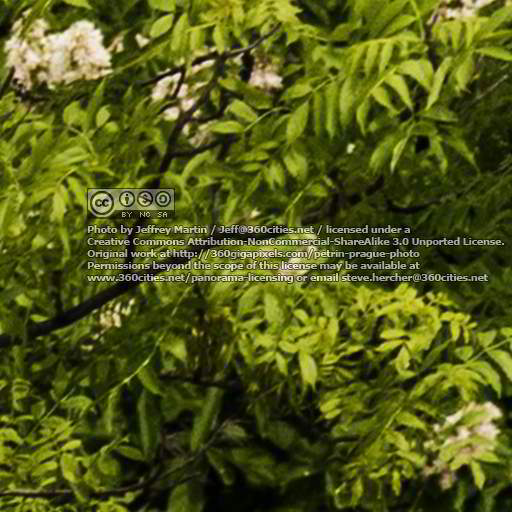 cc
BY NC SA
Photo by Jeffrey Martin / Jeff@360cities.net / licensed under a
Creative Commons Attribution-NonCommercial-ShareAlike 3.0 Unported License.
Original work at http://360gigapixels.com/petrin-prague-photo
Permissions beyond the scope of this license may be available at
www.360cities.net/panorama-licensing or email steve.hercher@360cities.net